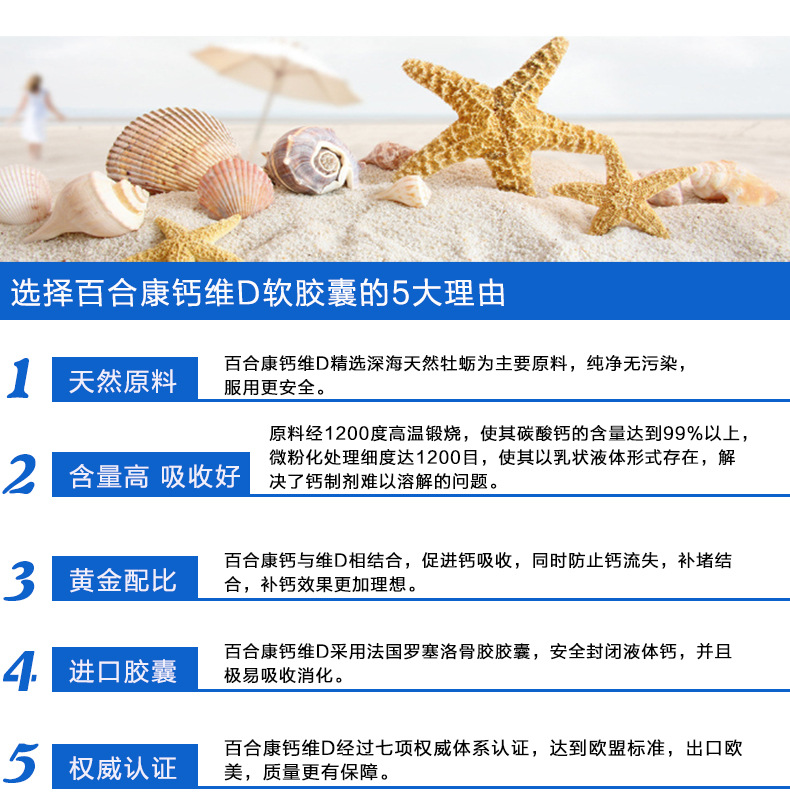 选择百合康钙维D软胶囊的5大理由
1 天然原料
百合康钙维D精选深海天然牡蛎为主要原料，纯净无污染，
服用更安全。
2 含量高 吸收好
原料经1200度高温锻烧，使其碳酸钙的含量达到99%以上，
微粉化处理细度达1200目，使其以乳状液体形式存在，解
决了钙制剂难以溶解的问题。
3 黄金配比
百合康钙与维D相结合，促进钙吸收，同时防止钙流失，补堵结
合，补钙效果更加理想。
4 进口胶囊
百合康钙维D采用法国罗塞洛骨胶胶囊，安全封闭液体钙，并且
极易吸收消化。
5 权威认证
百合康钙维D经过七项权威体系认证，达到欧盟标准，出口欧
美，质量更有保障。